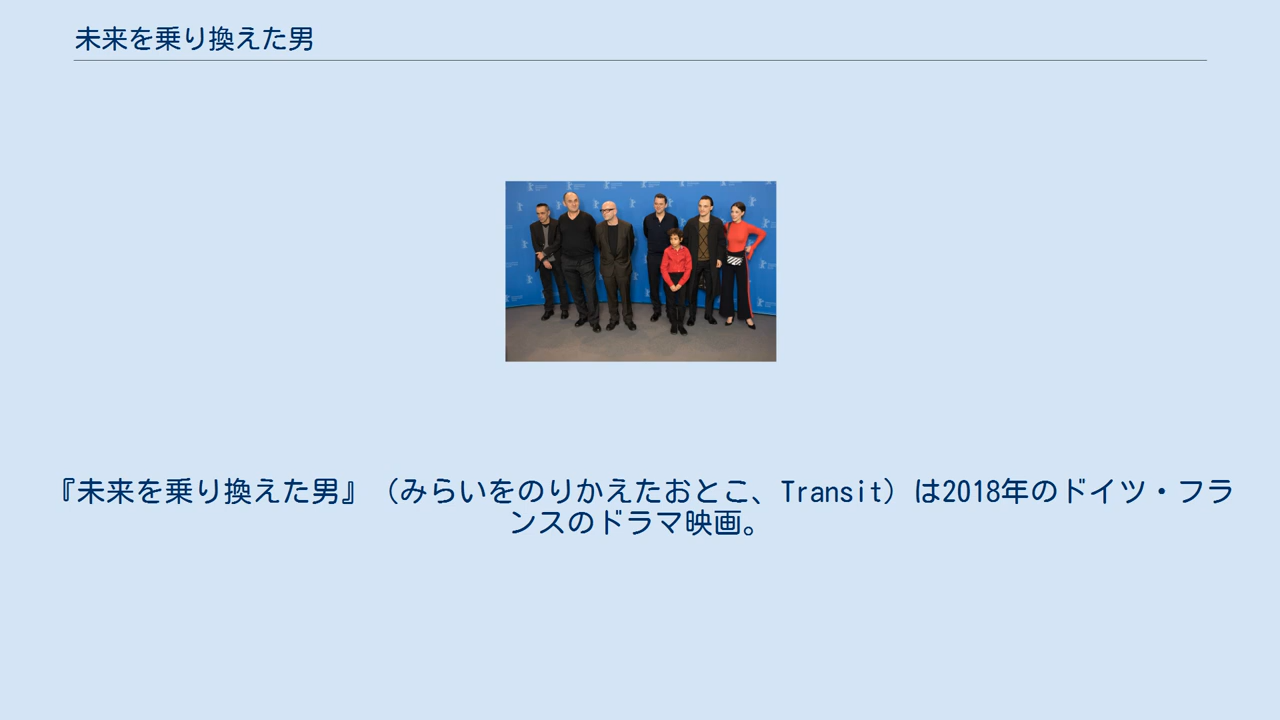 未来を乗り換えた男
『未来を乗り換えた男』（みらいをのりかえたおとこ、Transit）は2018年のドイツ・フラ
ンスのドラマ映画。